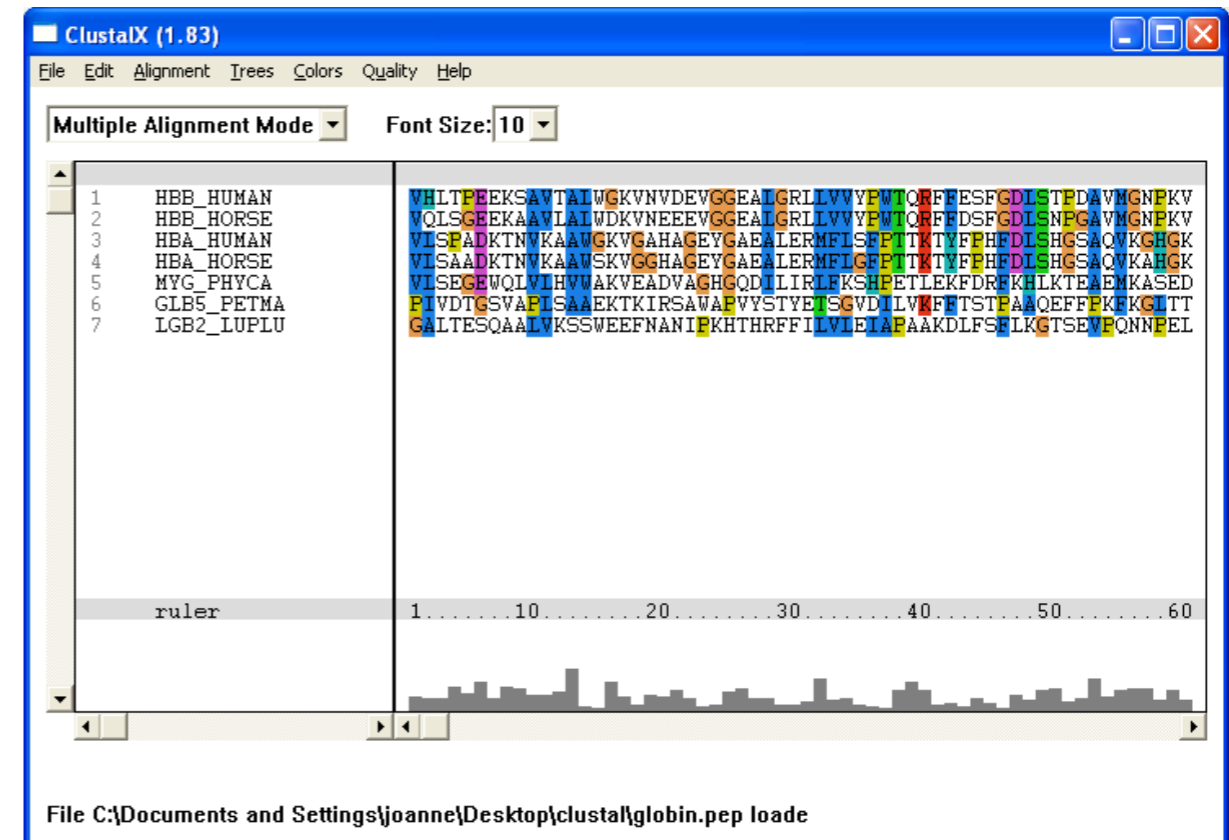 ClustalX (1.83)
File Edit Alignment Trees Colors Quality Help
Multiple Alignment Mode Font Size: 10
1 HBB_HUMAN VHLTPEEKSAVTALWGKVNVDEVGGEALGRLLVVYPWTQRFFESFGDLSTPDAVMGNPKV
2 HBB_HORSE VQLSGEEKAAVLALWDKVNEEEVGGEALGRLLVVYPWTQRFFDSFGDLSNPGAVMGNPKV
3 HBA_HUMAN VLSPADKTNVKAAWGKVGAHAGEYGAEALERMFLSFPTTKTYFPHFDLSHGSAQVKGHGK
4 HBA_HORSE VLSAADKTNVKAAWSKVGGHAGEYGAEALERMFLGFPTTKTYFPHFDLSHGSAQVKAHGK
5 MYG_PHYCA VLSEGEWQLVLHVWAKVEADVAGHGQDILIRLFKSHPETLEKFDRFKHLKTEAEMKASED
6 GLB5_PETMA PIVDTGSVAPLSAAEKTKIRSAWAPVYSTYETSGVDILVKFFTSTPAAQEFFPKFKGLTT
7 LGB2_LUPLU GALTESQAALVKSSWEEFNANIPKHTHRFFILVLEIAPAAKDLFSFLKGTSEVPQNNPEL
ruler 1.......10........20........30........40........50........60
File C:\Documents and Settings\joanne\Desktop\clustal\globin.pep loade